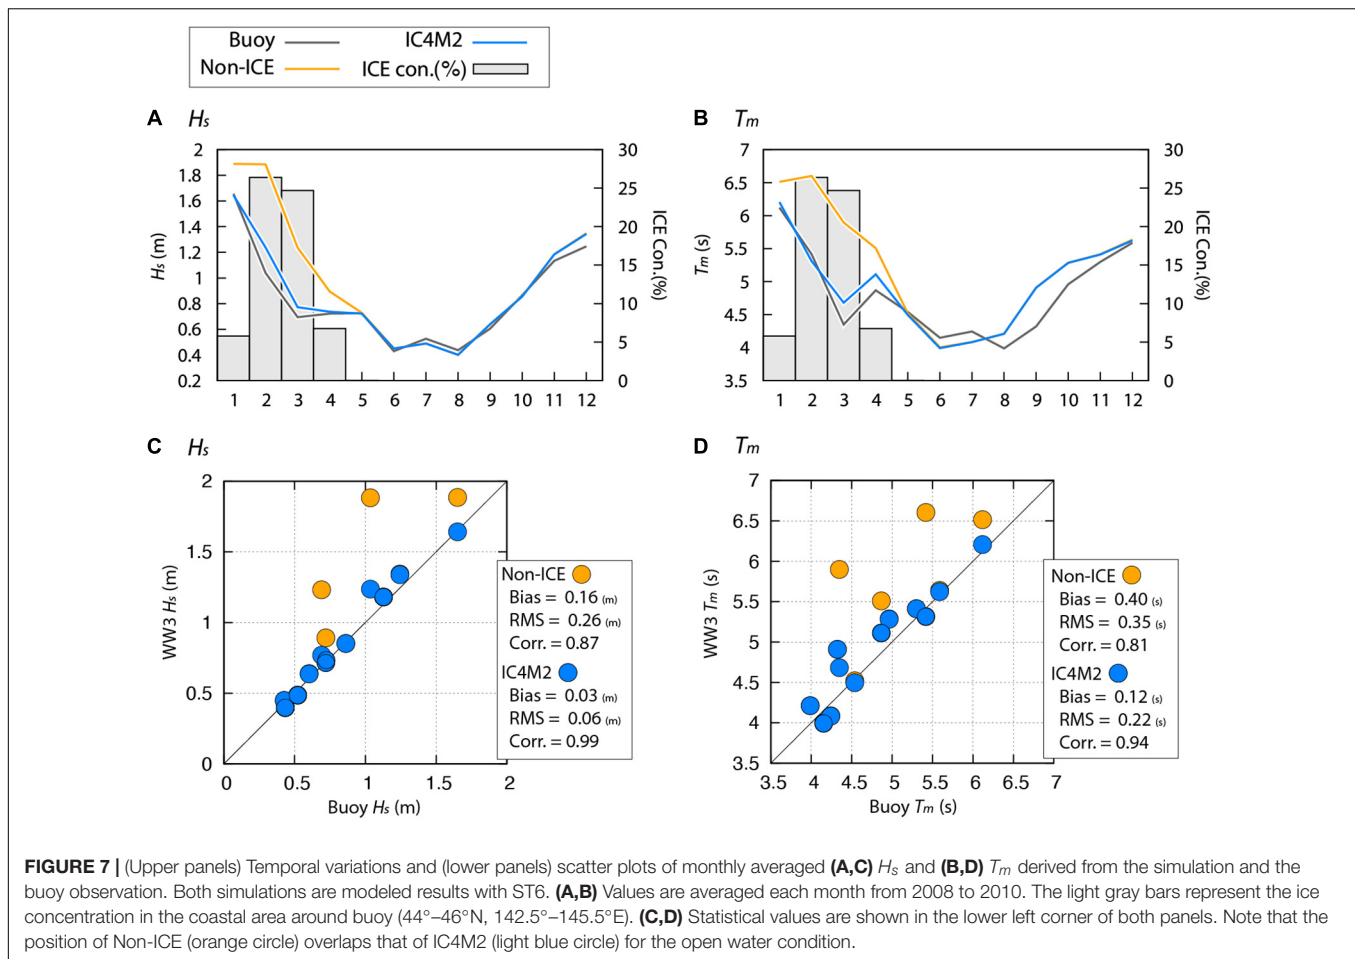 Buoy
IC4M2
Non-ICE
ICE con.(%)
A Hs
2
1.8
1.6
1.4
1.2
1
0.8
0.6
0.4
0.2
Hs (m)
30
25
20
15
10
5
0
ICE Con.(%)
1 2 3 4 5 6 7 8 9 10 11 12
B Tm
7
6.5
6
5.5
5
4.5
4
3.5
Tm (s)
30
25
20
15
10
5
0
ICE Con.(%)
1 2 3 4 5 6 7 8 9 10 11 12
C Hs
2
1.5
1
0.5
0
WW3 Hs (m)
0 0.5 1 1.5 2
Buoy Hs (m)
Non-ICE
Bias = 0.16 (m)
RMS = 0.26 (m)
Corr. = 0.87
IC4M2
Bias = 0.03 (m)
RMS = 0.06 (m)
Corr. = 0.99
D Tm
7
6.5
6
5.5
5
4.5
4
3.5
WW3 Tm (s)
3.5 4 4.5 5 5.5 6 6.5 7
Buoy Tm (s)
Non-ICE
Bias = 0.40 (s)
RMS = 0.35 (s)
Corr. = 0.81
IC4M2
Bias = 0.12 (s)
RMS = 0.22 (s)
Corr. = 0.94
FIGURE 7 | (Upper panels) Temporal variations and (lower panels) scatter plots of monthly averaged (A,C) Hs and (B,D) Tm derived from the simulation and the
buoy observation. Both simulations are modeled results with ST6. (A,B) Values are averaged each month from 2008 to 2010. The light gray bars represent the ice
concentration in the coastal area around buoy (44°–46°N, 142.5°–145.5°E). (C,D) Statistical values are shown in the lower left corner of both panels. Note that the
position of Non-ICE (orange circle) overlaps that of IC4M2 (light blue circle) for the open water condition.